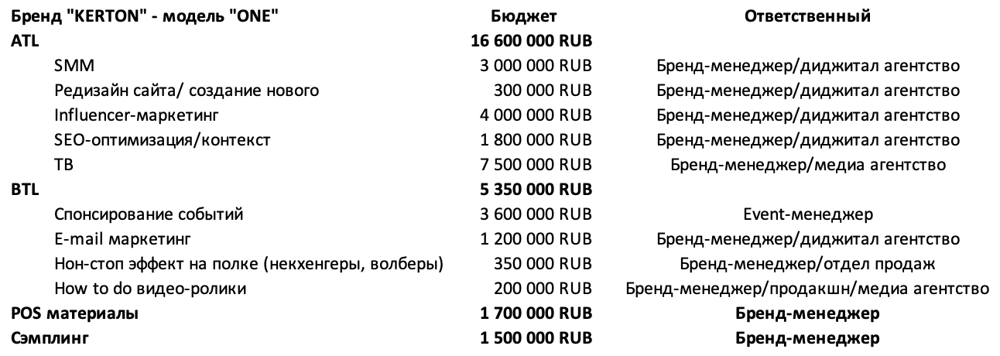 Бренд "KERTON" - модель "ONE" Бюджет Ответственный
ATL 16 600 000 RUB
SMM 3 000 000 RUB Бренд-менеджер/диджитал агентство
Редизайн сайта/ создание нового 300 000 RUB Бренд-менеджер/диджитал агентство
Influencer-маркетинг 4 000 000 RUB Бренд-менеджер/диджитал агентство
SEO-оптимизация/контекст 1 800 000 RUB Бренд-менеджер/диджитал агентство
ТВ 7 500 000 RUB Бренд-менеджер/медиа агентство
BTL 5 350 000 RUB
Спонсирование событий 3 600 000 RUB Event-менеджер
E-mail маркетинг 1 200 000 RUB Бренд-менеджер/диджитал агентство
Нон-стоп эффект на полке (некхенгеры, волберы) 350 000 RUB Бренд-менеджер/отдел продаж
How to do видео-ролики 200 000 RUB Бренд-менеджер/продакшн/медиа агентство
POS материалы 1 700 000 RUB Бренд-менеджер
Сэмплинг 1 500 000 RUB Бренд-менеджер